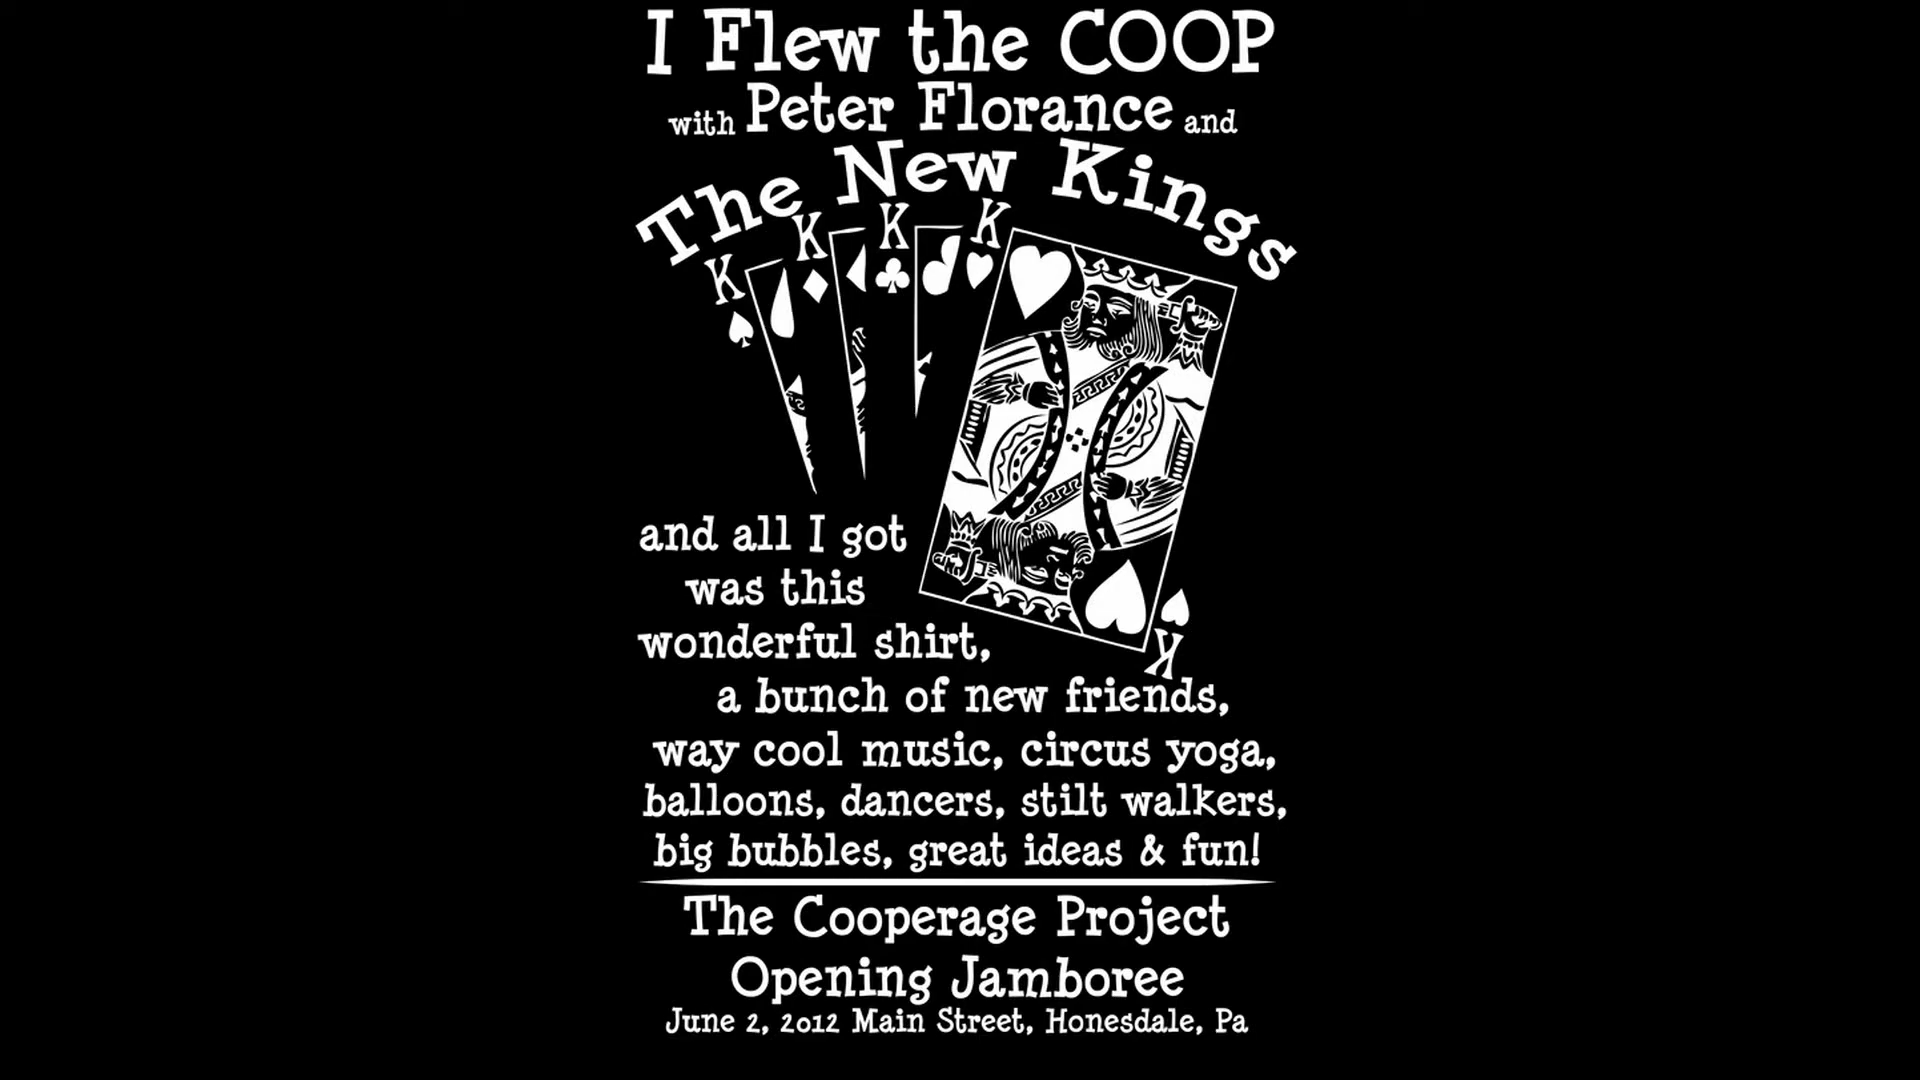 I Flew the COOP
with Peter Florance and
The New Kings
K K K K
and all I got
was this
wonderful shirt,
K
a bunch of new friends,
way cool music, circus yoga,
balloons, dancers, stilt walkers,
big bubbles, great ideas & fun!
The Cooperage Project
Opening Jamboree
June 2, 2012 Main Street, Honesdale, Pa